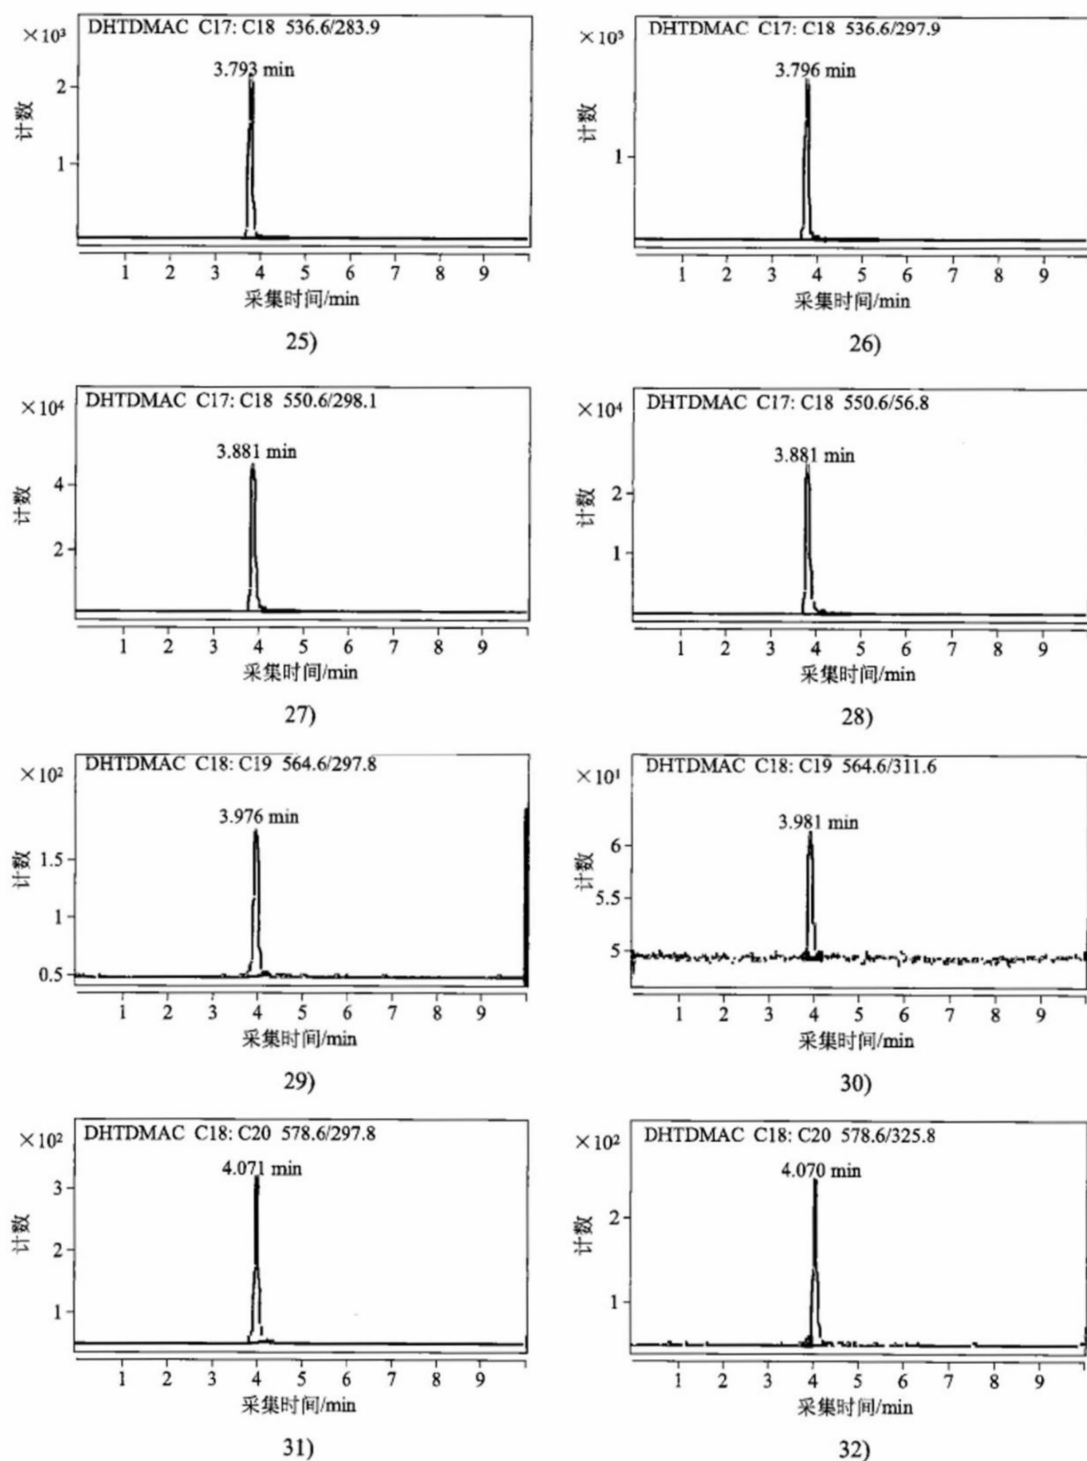 DHTDMAC C17: C18 536.6/283.9
×10³
3.793 min
2
1
计数
1 2 3 4 5 6 7 8 9
采集时间/min
25)
DHTDMAC C17: C18 536.6/297.9
×10³
3.796 min
1
计数
1 2 3 4 5 6 7 8 9
采集时间/min
26)
DHTDMAC C17: C18 550.6/298.1
×10⁴
3.881 min
4
2
计数
1 2 3 4 5 6 7 8 9
采集时间/min
27)
DHTDMAC C17: C18 550.6/56.8
×10⁴
3.881 min
2
1
计数
1 2 3 4 5 6 7 8 9
采集时间/min
28)
DHTDMAC C18: C19 564.6/297.8
×10²
3.976 min
1.5
1
0.5
计数
1 2 3 4 5 6 7 8 9
采集时间/min
29)
DHTDMAC C18: C19 564.6/311.6
×10¹
3.981 min
6
5.5
5
计数
1 2 3 4 5 6 7 8 9
采集时间/min
30)
DHTDMAC C18: C20 578.6/297.8
×10²
4.071 min
3
2
1
计数
1 2 3 4 5 6 7 8 9
采集时间/min
31)
DHTDMAC C18: C20 578.6/325.8
×10²
4.070 min
2
1
计数
1 2 3 4 5 6 7 8 9
采集时间/min
32)